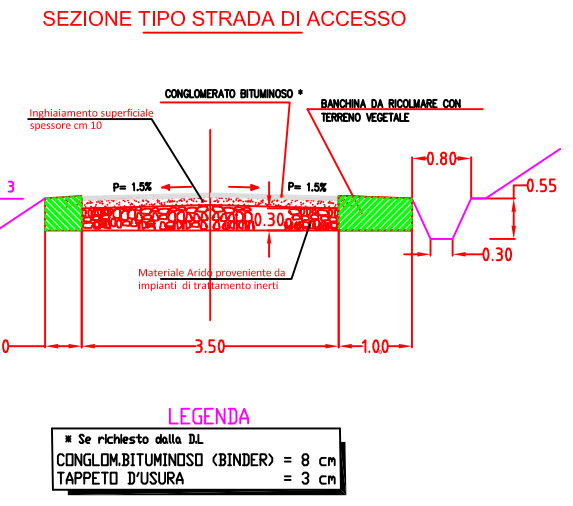 SEZIONE TIPO STRADA DI ACCESSO
CONGLOMERATO BITUMINOSO *
BANCHINA DA RICOLMARE CON
TERRENO VEGETALE
Inghiaiamento superficiale
spessore cm 10
0.80
3
P= 1.5%
P= 1.5%
0.55
0.30
0.30
Materiale Arido proveniente da
impianti di trattamento inerti
0
3.50
1.00
LEGENDA
* Se richiesto dalla D.L
CONGLOM.BITUMINOSO (BINDER) = 8 cm
TAPPETO D'USURA = 3 cm